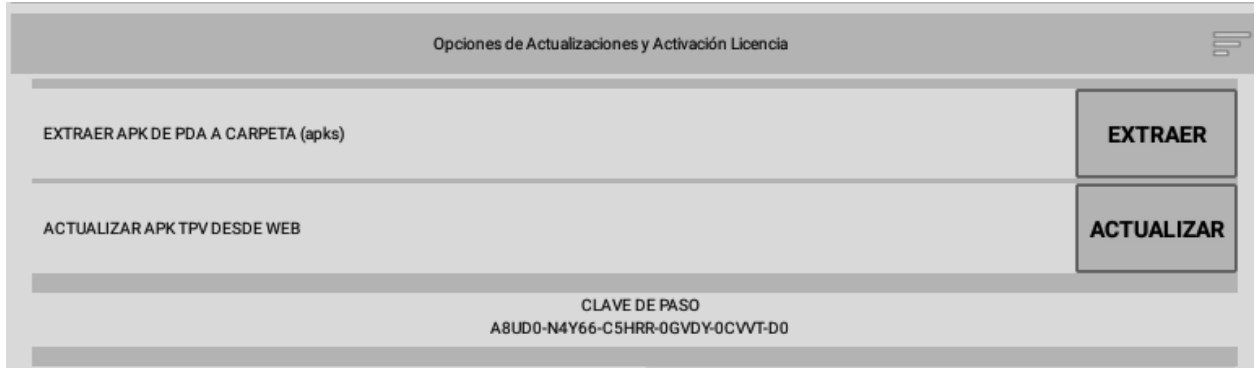 Opciones de Actualizaciones y Activación Licencia
EXTRAER APK DE PDA A CARPETA (apks)
EXTRAER
ACTUALIZAR APK TPV DESDE WEB
ACTUALIZAR
CLAVE DE PASO
A8UD0-N4Y66-C5HRR-0GVDY-0CVVT-D0